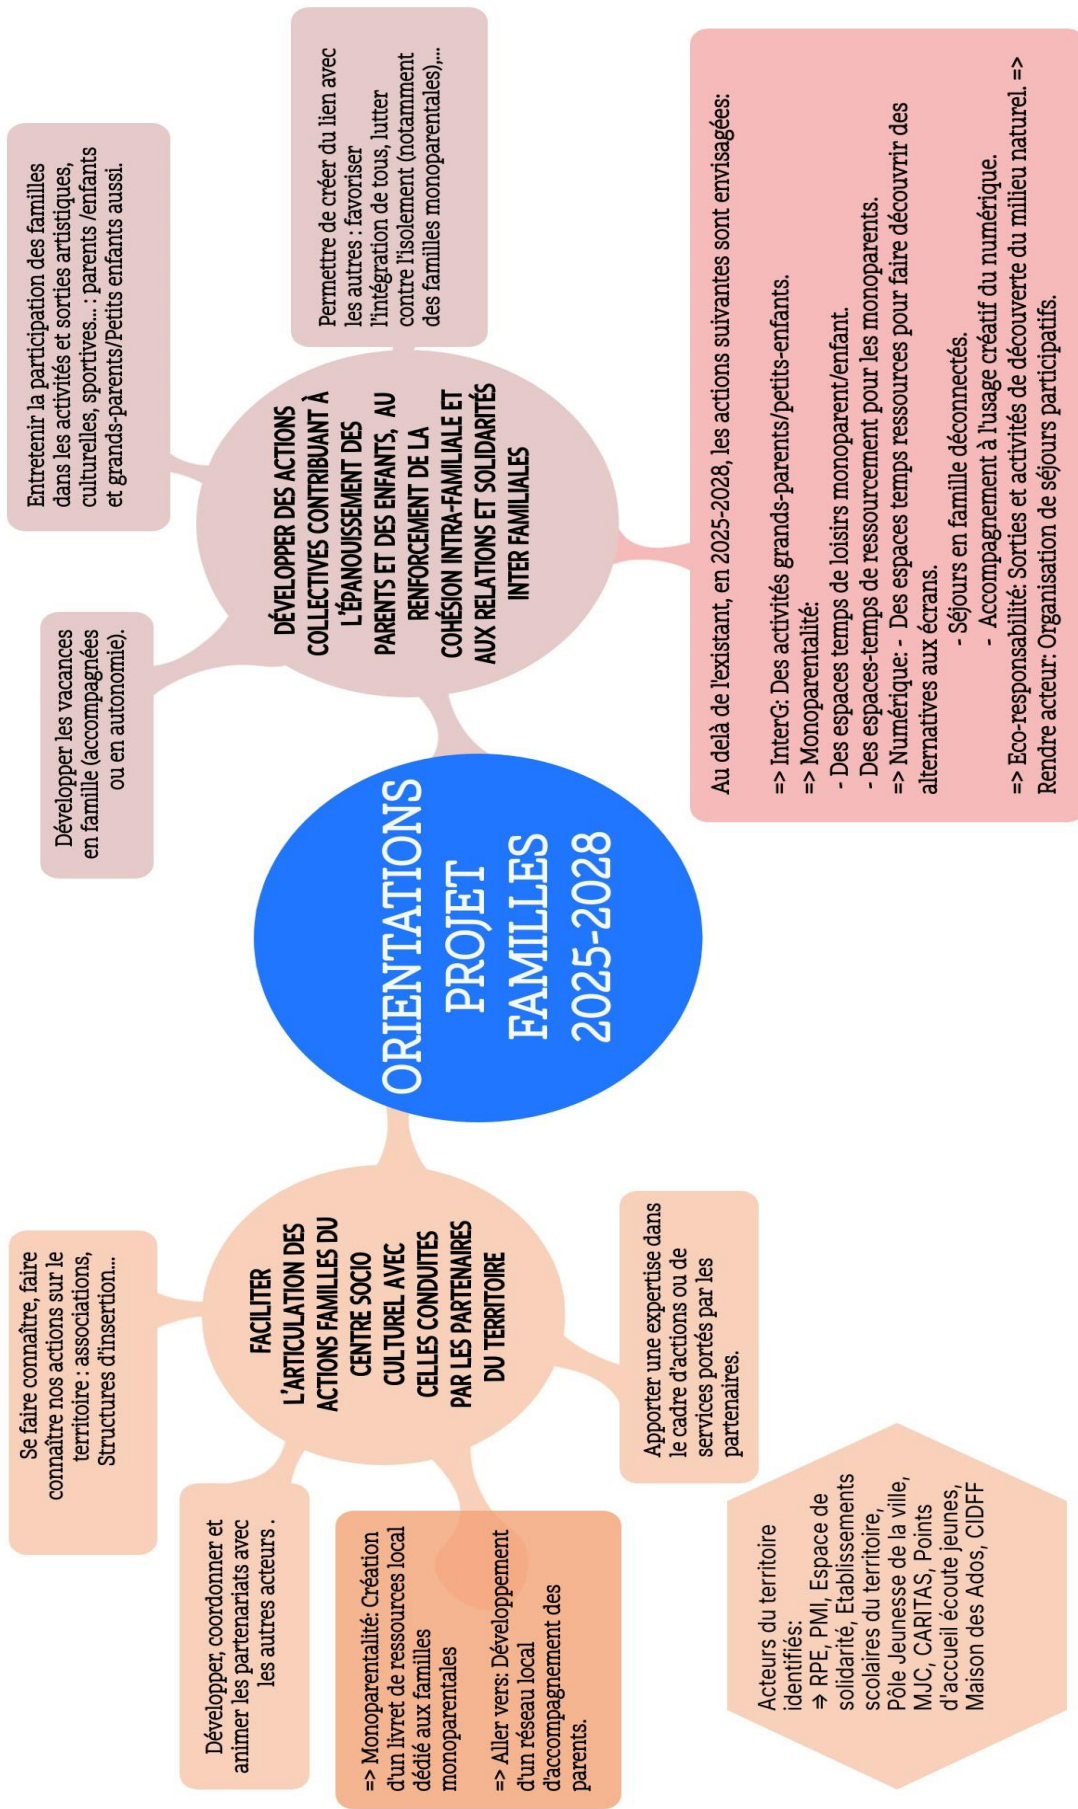 ORIENTATIONS
PROJET
FAMILLES
2025-2028
FACILITER
L'ARTICULATION DES
ACTIONS FAMILLES DU
CENTRE SOCIO
CULTUREL AVEC
CELLES CONDUITES
PAR LES PARTENAIRES
DU TERRITOIRE
Se faire connaître, faire
connaître nos actions sur le
territoire : associations,
Structures d'insertion...
Développer, coordonner et
animer les partenariats avec
les autres acteurs .
=> Monoparentalité: Création
d'un livret de ressources local
dédié aux familles
monoparentales
=> Aller vers: Développement
d'un réseau local
d'accompagnement des
parents.
Apporter une expertise dans
le cadre d'actions ou de
services portés par les
partenaires.
Acteurs du territoire
identifiés:
⇒ RPE, PMI, Espace de
solidarité, Etablissements
scolaires du territoire,
Pôle Jeunesse de la ville,
MJC, CARITAS, Points
d'accueil écoute jeunes,
Maison des Ados, CIDFF
DÉVELOPPER DES ACTIONS
COLLECTIVES CONTRIBUANT À
L'ÉPANOUISSEMENT DES
PARENTS ET DES ENFANTS, AU
RENFORCEMENT DE LA
COHÉSION INTRA-FAMILIALE ET
AUX RELATIONS ET SOLIDARITÉS
INTER FAMILIALES
Développer les vacances
en famille (accompagnées
ou en autonomie).
Entretenir la participation des familles
dans les activités et sorties artistiques,
culturelles, sportives... : parents /enfants
et grands-parents/Petits enfants aussi.
Permettre de créer du lien avec
les autres : favoriser
l'intégration de tous, lutter
contre l'isolement (notamment
des familles monoparentales),...
Au delà de l'existant, en 2025-2028, les actions suivantes sont envisagées:
=> InterG: Des activités grands-parents/petits-enfants.
=> Monoparentalité:
- Des espaces temps de loisirs monoparent/enfant.
- Des espaces-temps de ressourcement pour les monoparents.
=> Numérique: - Des espaces temps ressources pour faire découvrir des
alternatives aux écrans.
- Séjours en famille déconnectés.
- Accompagnement à l'usage créatif du numérique.
=> Eco-responsabilité: Sorties et activités de découverte du milieu naturel. =>
Rendre acteur: Organisation de séjours participatifs.